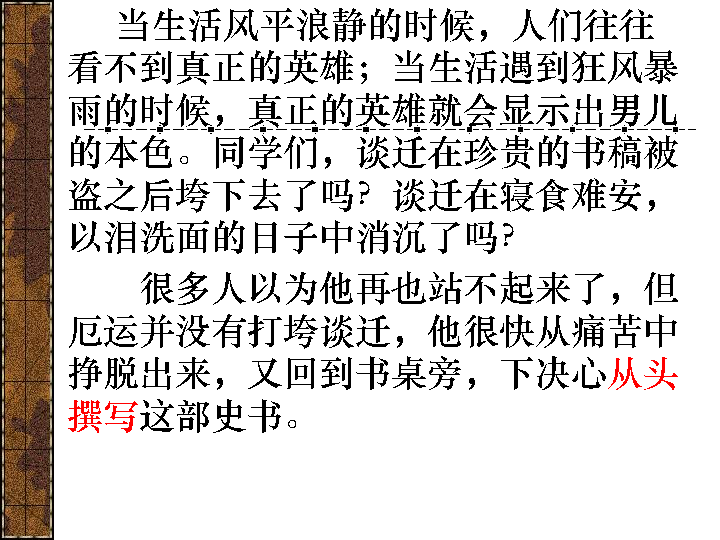 当生活风平浪静的时候，人们往往
看不到真正的英雄；当生活遇到狂风暴
雨的时候，真正的英雄就会显示出男儿
的本色。同学们，谈迁在珍贵的书稿被
盗之后垮下去了吗？谈迁在寝食难安，
以泪洗面的日子中消沉了吗？
很多人以为他再也站不起来了，但
厄运并没有打垮谈迁，他很快从痛苦中
挣脱出来，又回到书桌旁，下决心从头
撰写这部史书。